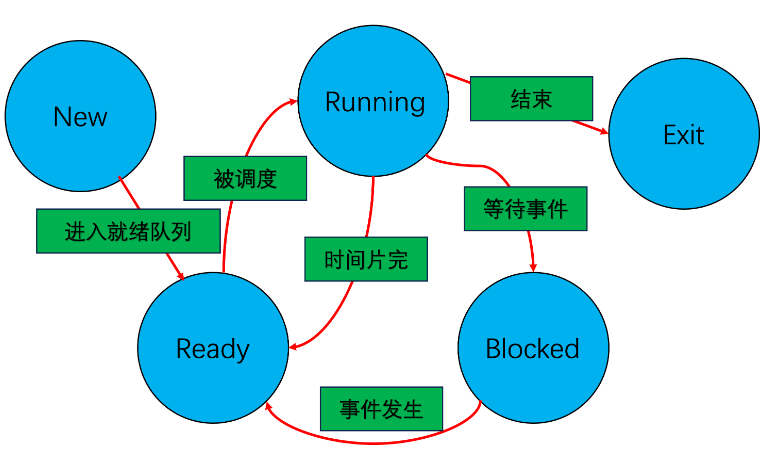 Running
New
结束
Exit
被调度
进入就绪队列
等待事件
时间片完
Ready
Blocked
事件发生